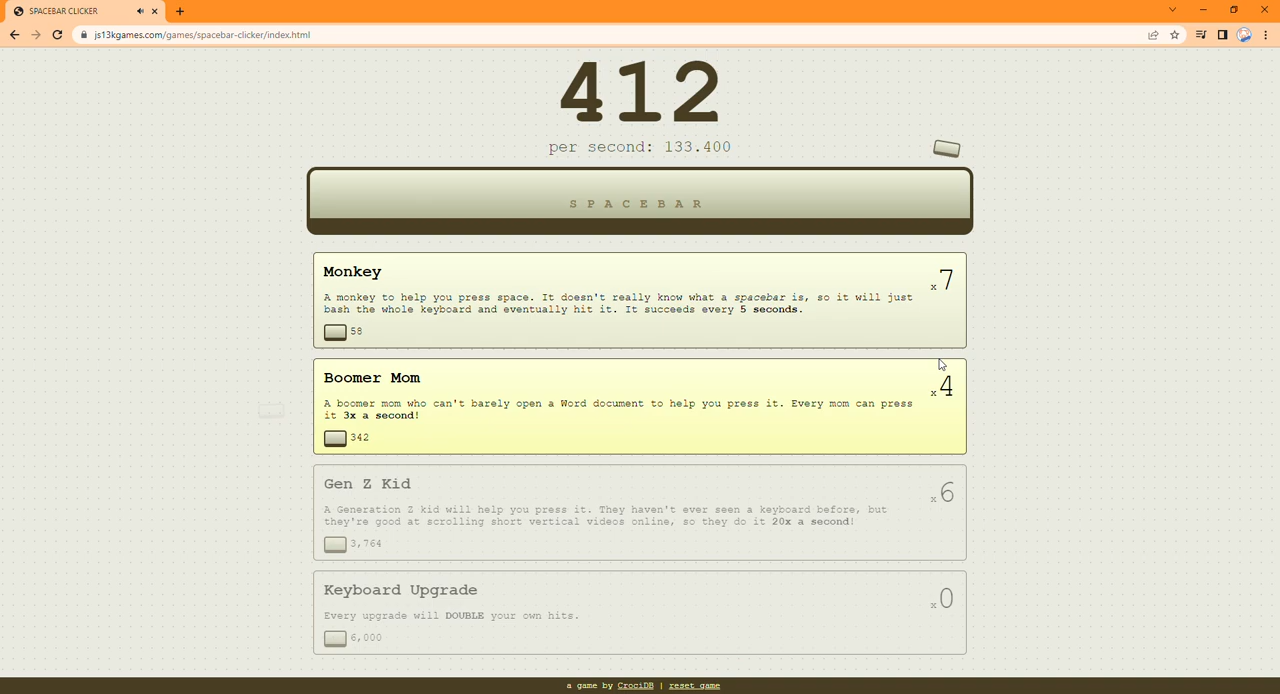 SPACEBAR CLICKER
js13kgames.com/games/spacebar-clicker/index.html
412
per second: 133.400
SPACEBAR
Monkey
x7
A monkey to help you press space. It doesn't really know what a spacebar is, so it will just
bash the whole keyboard and eventually hit it. It succeeds every 5 seconds.
58
Boomer Mom
x4
A boomer mom who can't barely open a Word document to help you press it. Every mom can press
it 3x a second!
342
Gen Z Kid
x6
A Generation Z kid will help you press it. They haven't ever seen a keyboard before, but
they're good at scrolling short vertical videos online, so they do it 20x a second!
3,764
Keyboard Upgrade
x0
Every upgrade will DOUBLE your own hits.
6,000
a game by CrociDB | reset game